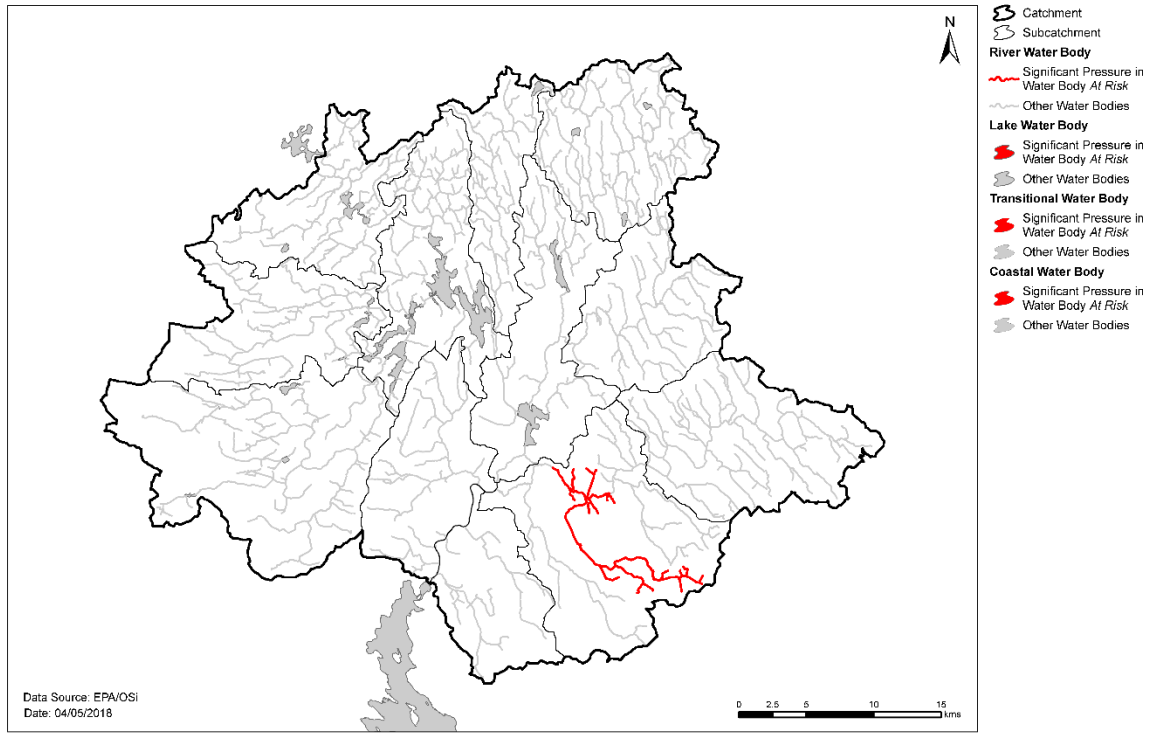 N
Data Source: EPA/OSi
Date: 04/05/2018
0 2.5 5 10 15
kms
Catchment
Subcatchment
River Water Body
Significant Pressure in
Water Body At Risk
Other Water Bodies
Lake Water Body
Significant Pressure in
Water Body At Risk
Other Water Bodies
Transitional Water Body
Significant Pressure in
Water Body At Risk
Other Water Bodies
Coastal Water Body
Significant Pressure in
Water Body At Risk
Other Water Bodies